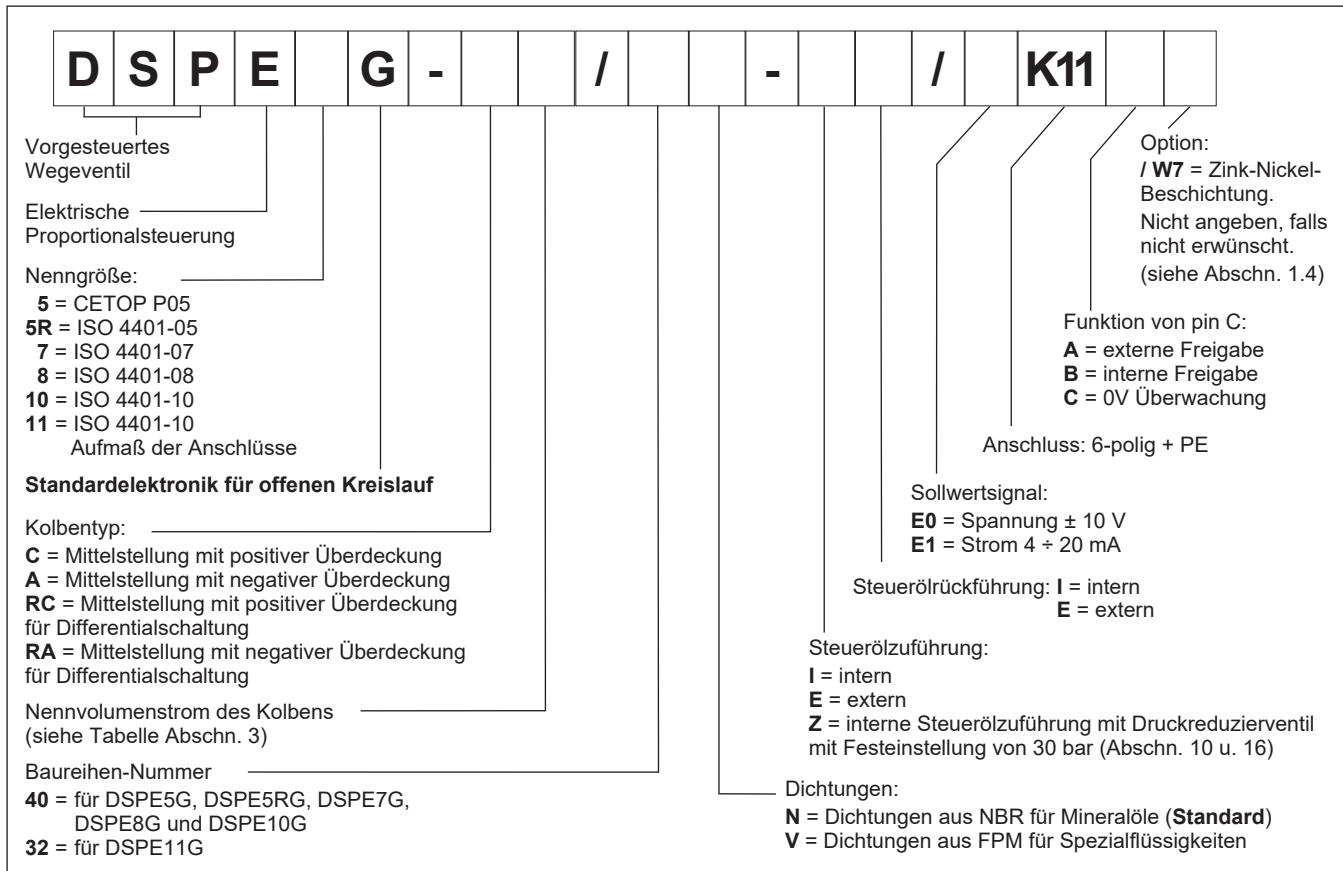 D S P E G - / - / K11
Vorgesteuertes
Wegeventil
Elektrische
Proportionalsteuerung
Nenngröße:
5 = CETOP P05
5R = ISO 4401-05
7 = ISO 4401-07
8 = ISO 4401-08
10 = ISO 4401-10
11 = ISO 4401-10
Aufmaß der Anschlüsse
Standardelektronik für offenen Kreislauf
Kolbentyp:
C = Mittelstellung mit positiver Überdeckung
A = Mittelstellung mit negativer Überdeckung
RC = Mittelstellung mit positiver Überdeckung
für Differentialschaltung
RA = Mittelstellung mit negativer Überdeckung
für Differentialschaltung
Nennvolumenstrom des Kolbens
(siehe Tabelle Abschn. 3)
Baureihen-Nummer
40 = für DSPE5G, DSPE5RG, DSPE7G,
DSPE8G und DSPE10G
32 = für DSPE11G
Option:
/ W7 = Zink-Nickel-
Beschichtung.
Nicht angeben, falls
nicht erwünscht.
(siehe Abschn. 1.4)
Funktion von pin C:
A = externe Freigabe
B = interne Freigabe
C = 0V Überwachung
Anschluss: 6-polig + PE
Sollwertsignal:
E0 = Spannung ± 10 V
E1 = Strom 4 ÷ 20 mA
Steuerölrückführung: I = intern
E = extern
Steuerölzuführung:
I = intern
E = extern
Z = interne Steuerölzuführung mit Druckreduzierventil
mit Festeinstellung von 30 bar (Abschn. 10 u. 16)
Dichtungen:
N = Dichtungen aus NBR für Mineralöle (Standard)
V = Dichtungen aus FPM für Spezialflüssigkeiten